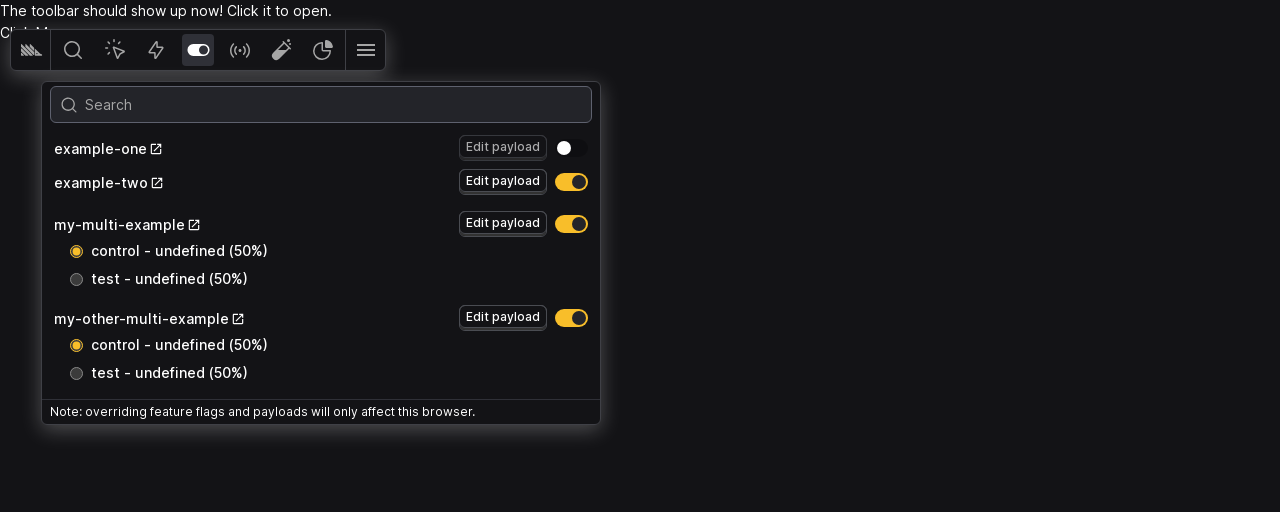 The toolbar should show up now! Click it to open.
Search
example-one
Edit payload
example-two
Edit payload
my-multi-example
Edit payload
control - undefined (50%)
test - undefined (50%)
my-other-multi-example
Edit payload
control - undefined (50%)
test - undefined (50%)
Note: overriding feature flags and payloads will only affect this browser.